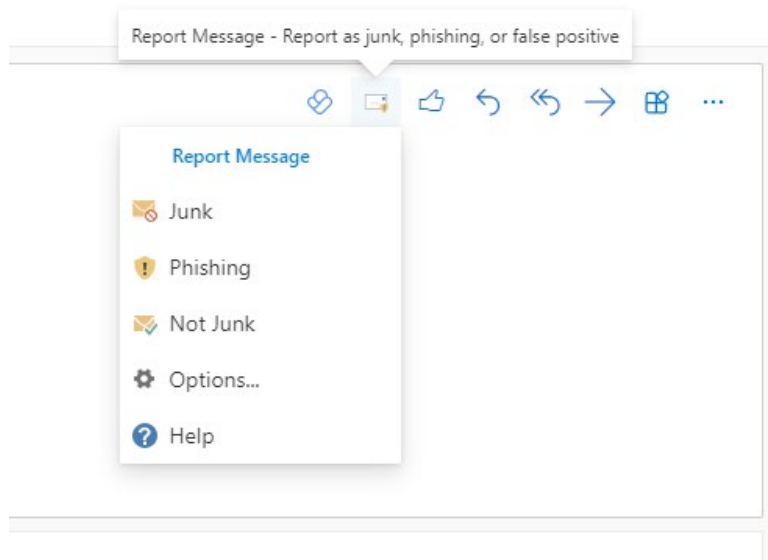 Report Message - Report as junk, phishing, or false positive
Report Message
Junk
Phishing
Not Junk
Options...
Help